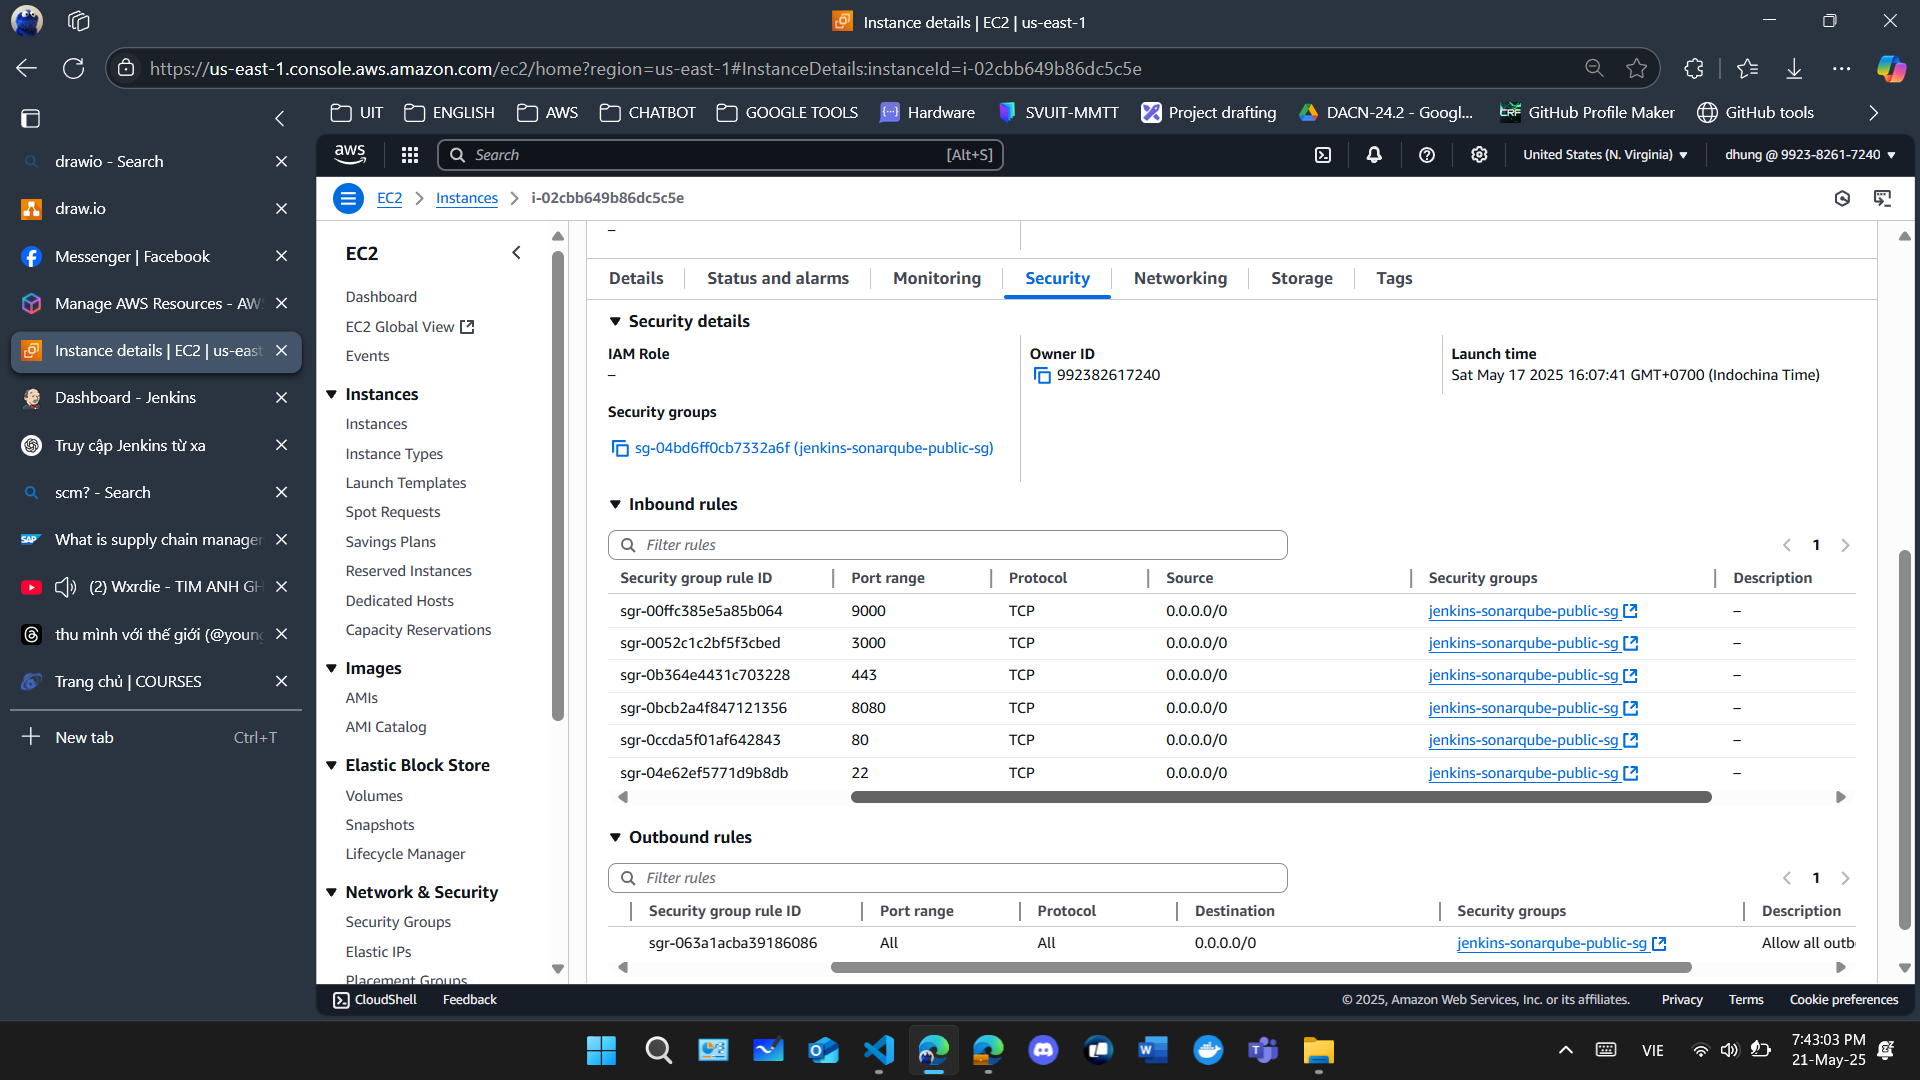 Instance details | EC2 | us-east-1
https://us-east-1.console.aws.amazon.com/ec2/home?region=us-east-1#InstanceDetails:instanceId=i-02cbb649b86dc5c5e
UIT ENGLISH AWS CHATBOT GOOGLE TOOLS Hardware SVUIT-MMTT Project drafting DACN-24.2 - Googl... GitHub Profile Maker GitHub tools
drawio - Search
draw.io
Messenger | Facebook
Manage AWS Resources - AW
Instance details | EC2 | us-east
Dashboard - Jenkins
Truy cập Jenkins từ xa
scm? - Search
What is supply chain manager
(2) Wxrdie - TIM ANH GH
thu mình với thế giới (@young
Trang chủ | COURSES
New tab Ctrl+T
aws Search [Alt+S] United States (N. Virginia) dhung @ 9923-8261-7240
EC2 Instances i-02cbb649b86dc5c5e
EC2
Dashboard
EC2 Global View
Events
Instances
Instances
Instance Types
Launch Templates
Spot Requests
Savings Plans
Reserved Instances
Dedicated Hosts
Capacity Reservations
Images
AMIs
AMI Catalog
Elastic Block Store
Volumes
Snapshots
Lifecycle Manager
Network & Security
Security Groups
Elastic IPs
Placement Groups
–
Details Status and alarms Monitoring Security Networking Storage Tags
Security details
IAM Role
–
Owner ID
992382617240
Launch time
Sat May 17 2025 16:07:41 GMT+0700 (Indochina Time)
Security groups
sg-04bd6ff0cb7332a6f (jenkins-sonarqube-public-sg)
Inbound rules
Filter rules 1
Security group rule ID Port range Protocol Source Security groups Description
sgr-00ffc385e5a85b064 9000 TCP 0.0.0.0/0 jenkins-sonarqube-public-sg –
sgr-0052c1c2bf5f3cbed 3000 TCP 0.0.0.0/0 jenkins-sonarqube-public-sg –
sgr-0b364e4431c703228 443 TCP 0.0.0.0/0 jenkins-sonarqube-public-sg –
sgr-0bcb2a4f847121356 8080 TCP 0.0.0.0/0 jenkins-sonarqube-public-sg –
sgr-0ccda5f01af642843 80 TCP 0.0.0.0/0 jenkins-sonarqube-public-sg –
sgr-04e62ef5771d9b8db 22 TCP 0.0.0.0/0 jenkins-sonarqube-public-sg –
Outbound rules
Filter rules 1
Security group rule ID Port range Protocol Destination Security groups Description
sgr-063a1acba39186086 All All 0.0.0.0/0 jenkins-sonarqube-public-sg Allow all outb
CloudShell Feedback © 2025, Amazon Web Services, Inc. or its affiliates. Privacy Terms Cookie preferences
VIE 7:43:03 PM
21-May-25